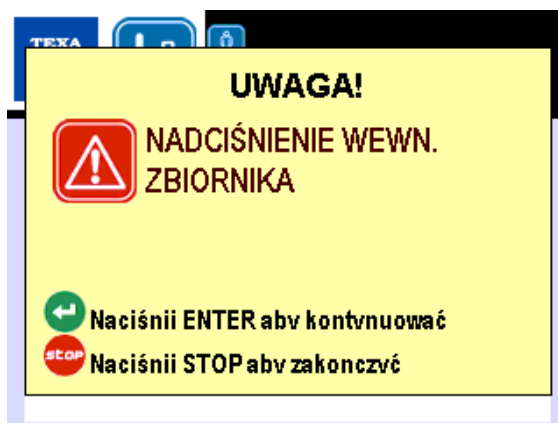 TEXA
UWAGA!
NADCIŚNIENIE WEWN.
ZBIORNIKA
Naciśnii ENTER abv kontvnuować
stop Naciśnii STOP abv zakonczvć